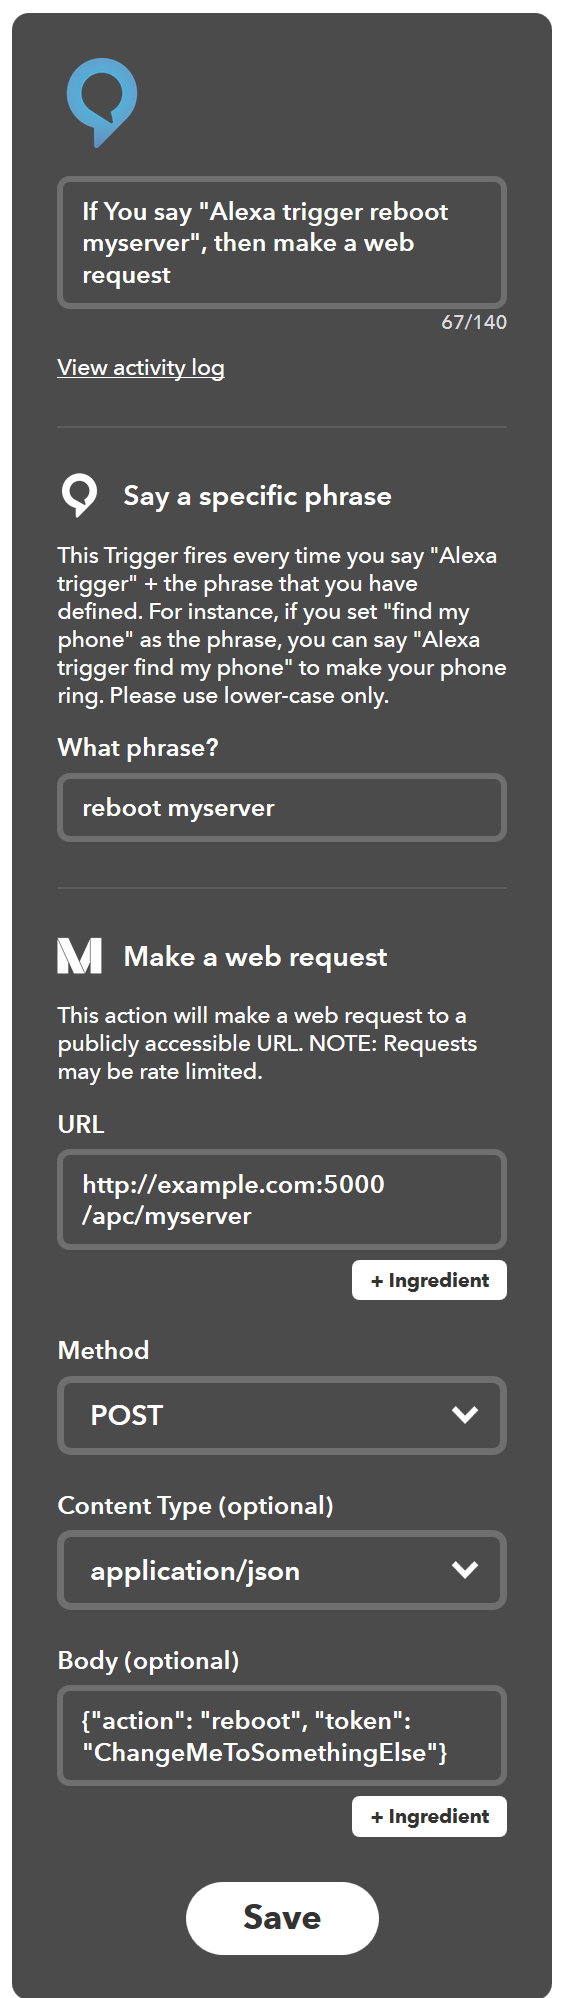 If You say "Alexa trigger reboot
myserver", then make a web
request
67/140
View activity log
Say a specific phrase
This Trigger fires every time you say "Alexa
trigger" + the phrase that you have
defined. For instance, if you set "find my
phone" as the phrase, you can say "Alexa
trigger find my phone" to make your phone
ring. Please use lower-case only.
What phrase?
reboot myserver
Make a web request
This action will make a web request to a
publicly accessible URL. NOTE: Requests
may be rate limited.
URL
http://example.com:5000
/apc/myserver
+ Ingredient
Method
POST
Content Type (optional)
application/json
Body (optional)
{"action": "reboot", "token":
"ChangeMeToSomethingElse"}
+ Ingredient
Save